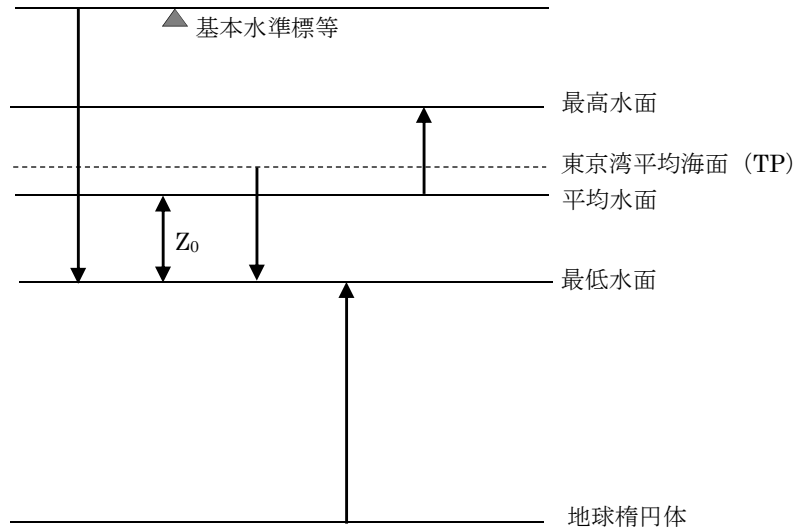 基本水準標等
最高水面
東京湾平均海面（TP）
平均水面
Z₀
最低水面
地球楕円体